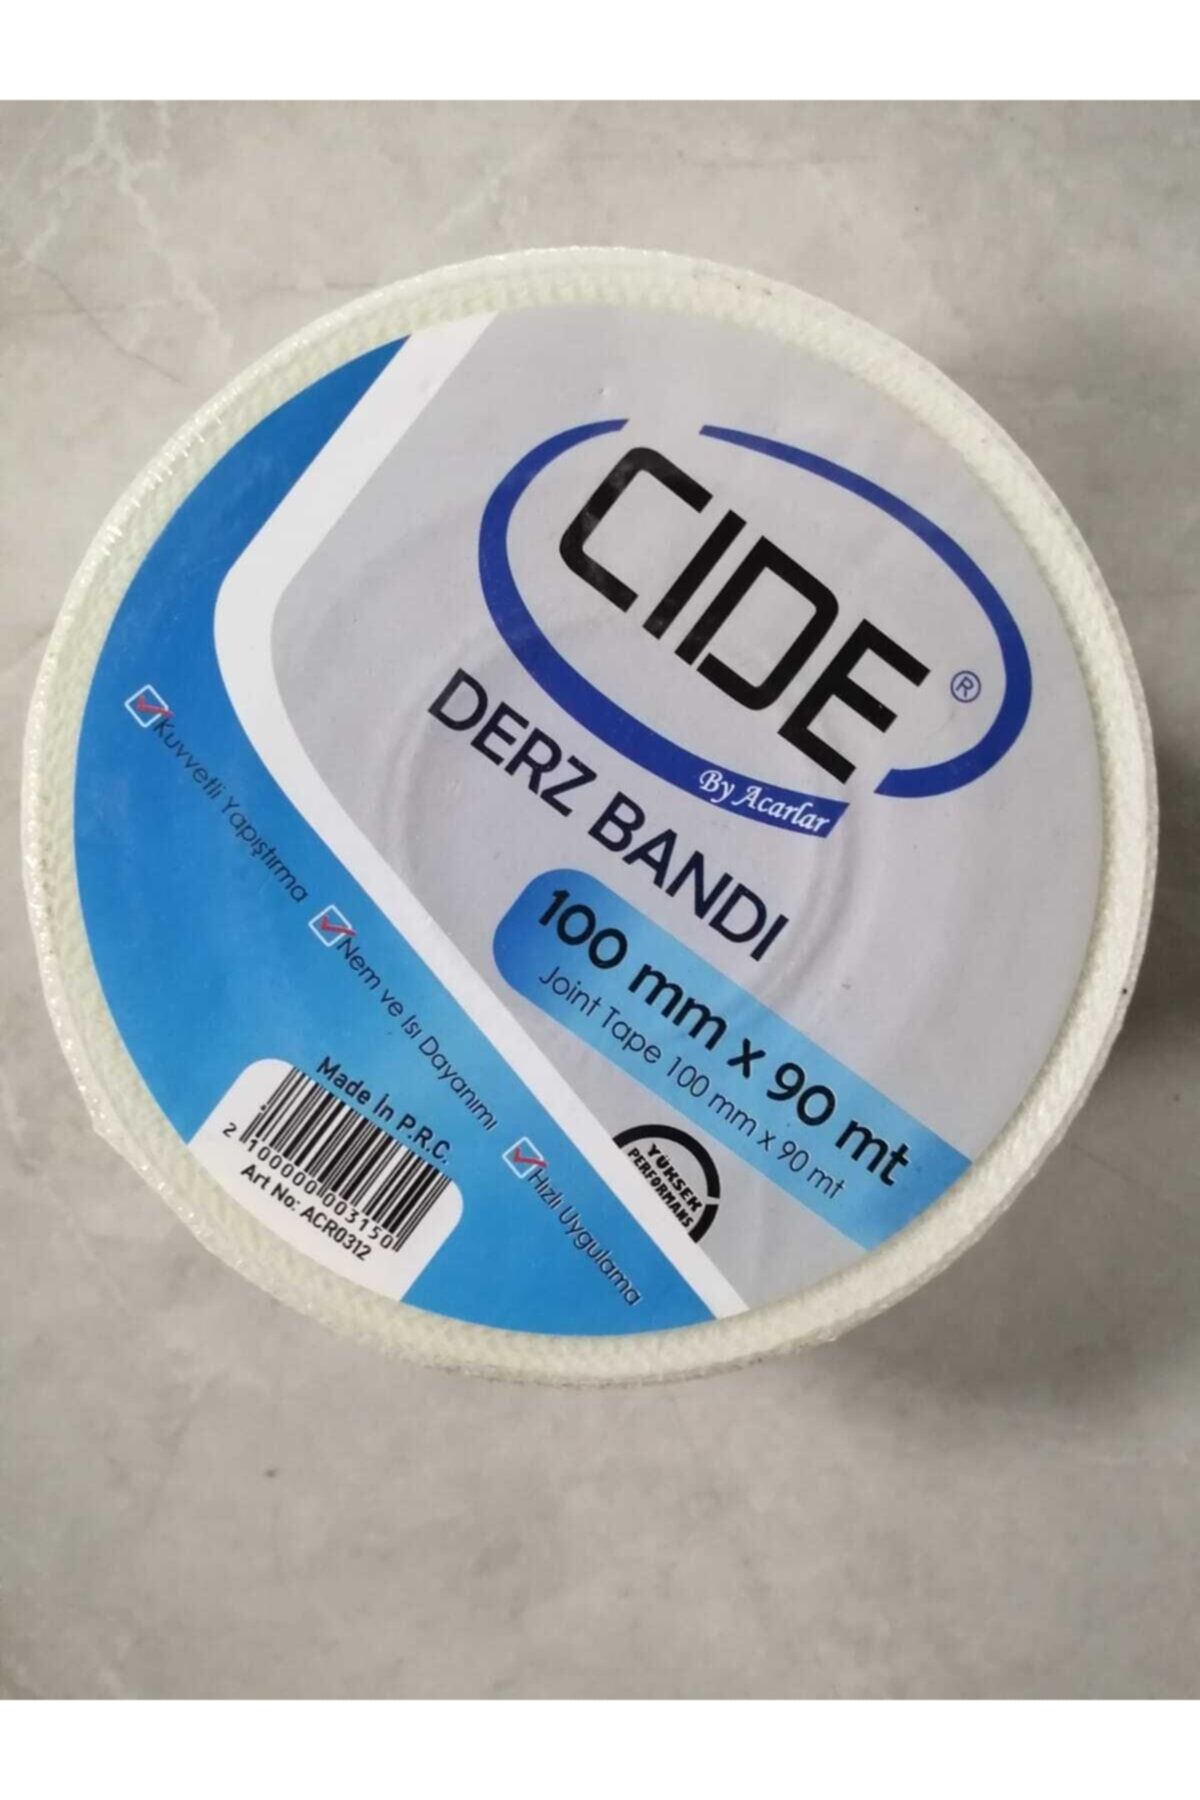 CIDE ®
By Acarlar
DERZ BANDI
100 mm x 90 mt
Joint Tape 100 mm x 90 mt
YÜKSEK
PERFORMANS
Kuvvetli Yapıştırma
Nem ve Isı Dayanımı
Hızlı Uygulama
Made İn P.R.C.
2 100000 003150
Art No: ACR0312